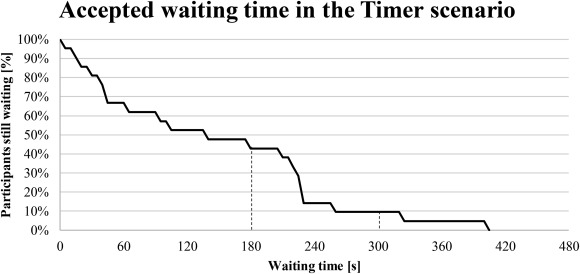 Accepted waiting time in the Timer scenario
Participants still waiting [%]
100%
90%
80%
70%
60%
50%
40%
30%
20%
10%
0%
0 60 120 180 240 300 360 420 480
Waiting time [s]